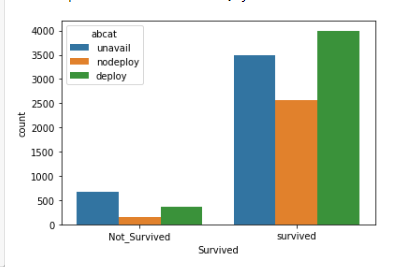 4000
3500
3000
2500
2000
1500
1000
500
0
count
abcat
unavail
nodeploy
deploy
Not_Survived
survived
Survived